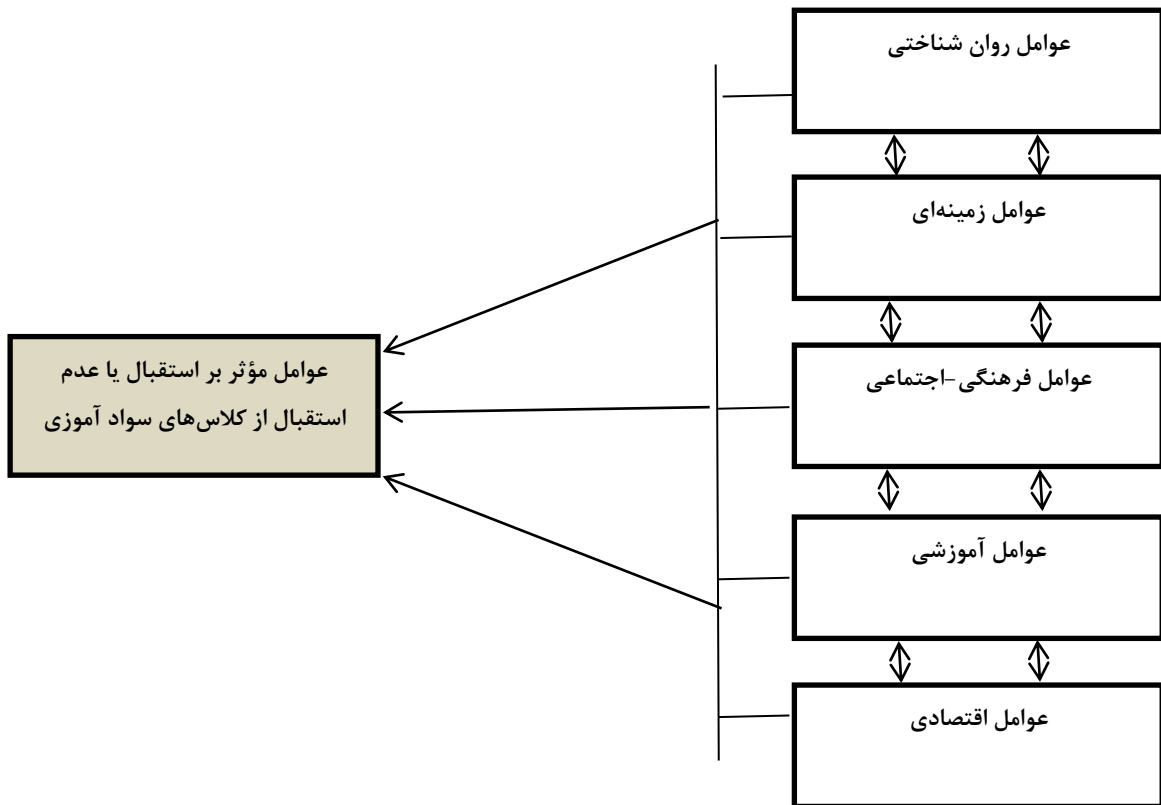 عوامل روان شناختی
عوامل زمینه‌ای
عوامل فرهنگی-اجتماعی
عوامل آموزشی
عوامل اقتصادی
عوامل مؤثر بر استقبال یا عدم
استقبال از کلاس‌های سواد آموزی